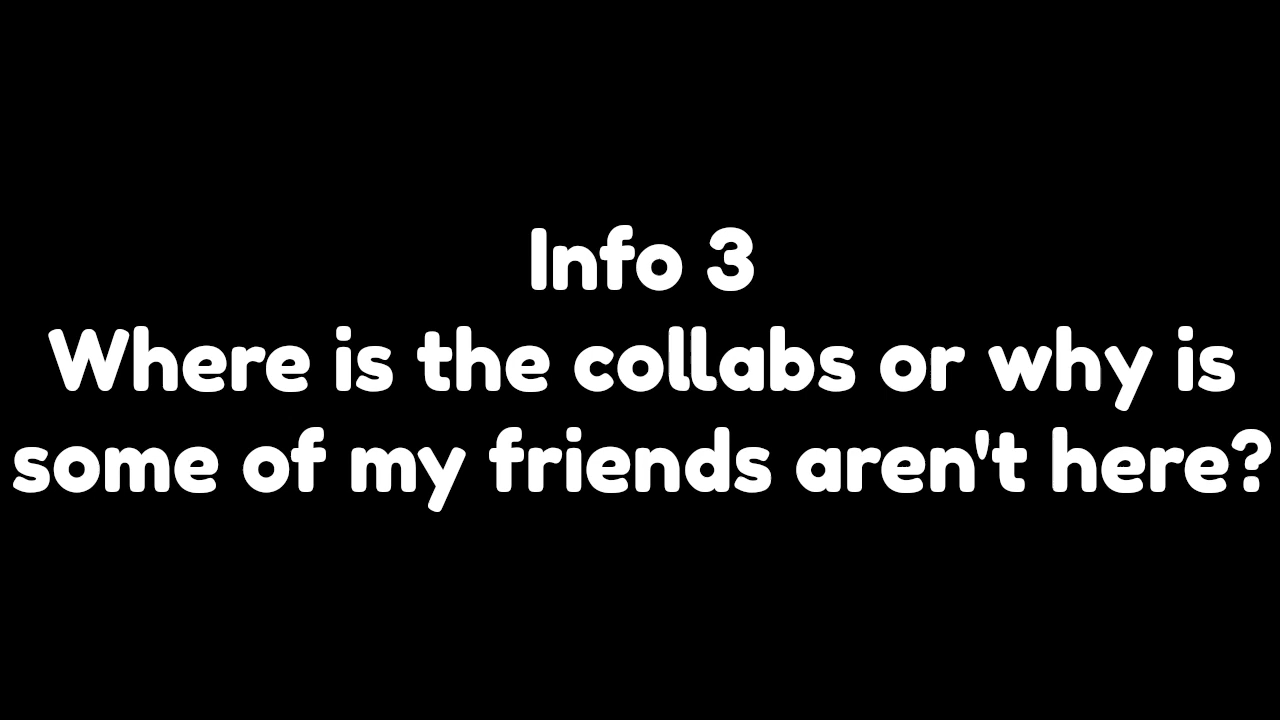 Info 3
Where is the collabs or why is
some of my friends aren't here?